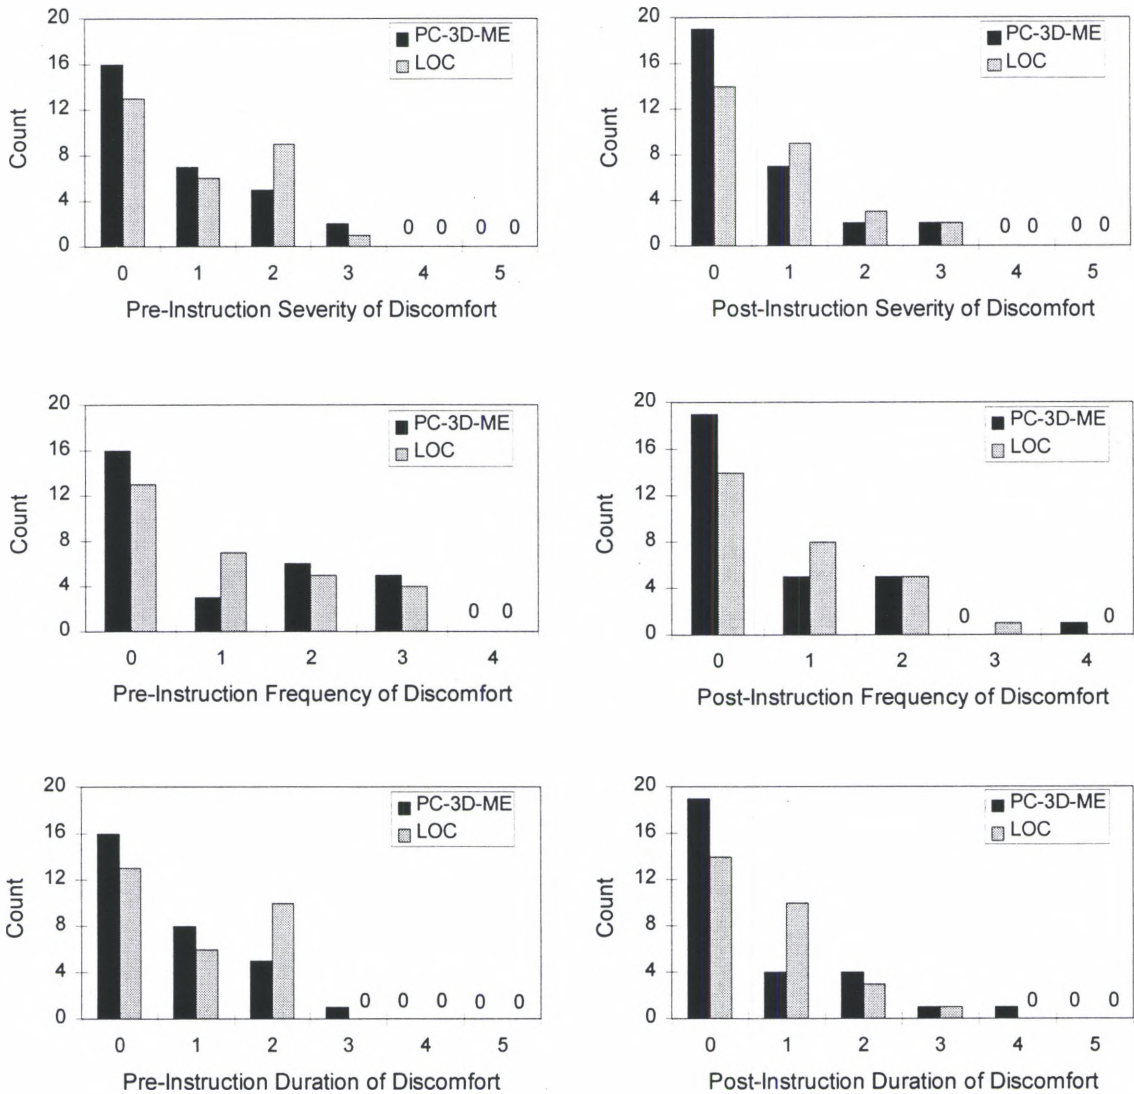 20
16
12
8
4
0
Count
PC-3D-ME
LOC
0 0 0 0
0 1 2 3 4 5
Pre-Instruction Severity of Discomfort
20
16
12
8
4
0
Count
PC-3D-ME
LOC
0 0 0 0
0 1 2 3 4 5
Post-Instruction Severity of Discomfort
20
16
12
8
4
0
Count
PC-3D-ME
LOC
0 0
0 1 2 3 4
Pre-Instruction Frequency of Discomfort
20
16
12
8
4
0
Count
PC-3D-ME
LOC
0 0
0 1 2 3 4
Post-Instruction Frequency of Discomfort
20
16
12
8
4
0
Count
PC-3D-ME
LOC
0 0 0 0 0
0 1 2 3 4 5
Pre-Instruction Duration of Discomfort
20
16
12
8
4
0
Count
PC-3D-ME
LOC
0 0 0
0 1 2 3 4 5
Post-Instruction Duration of Discomfort